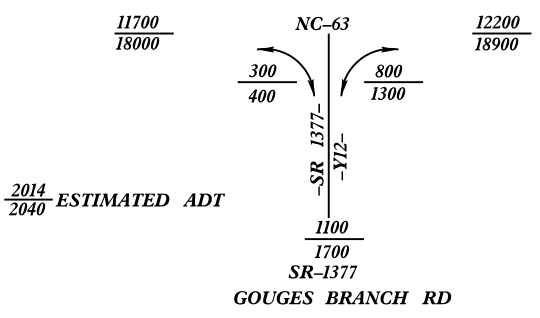 11700
18000
NC-63
12200
18900
300
400
800
1300
-SR 1377-
-Y12-
2014
2040 ESTIMATED ADT
1100
1700
SR-1377
GOUGES BRANCH RD